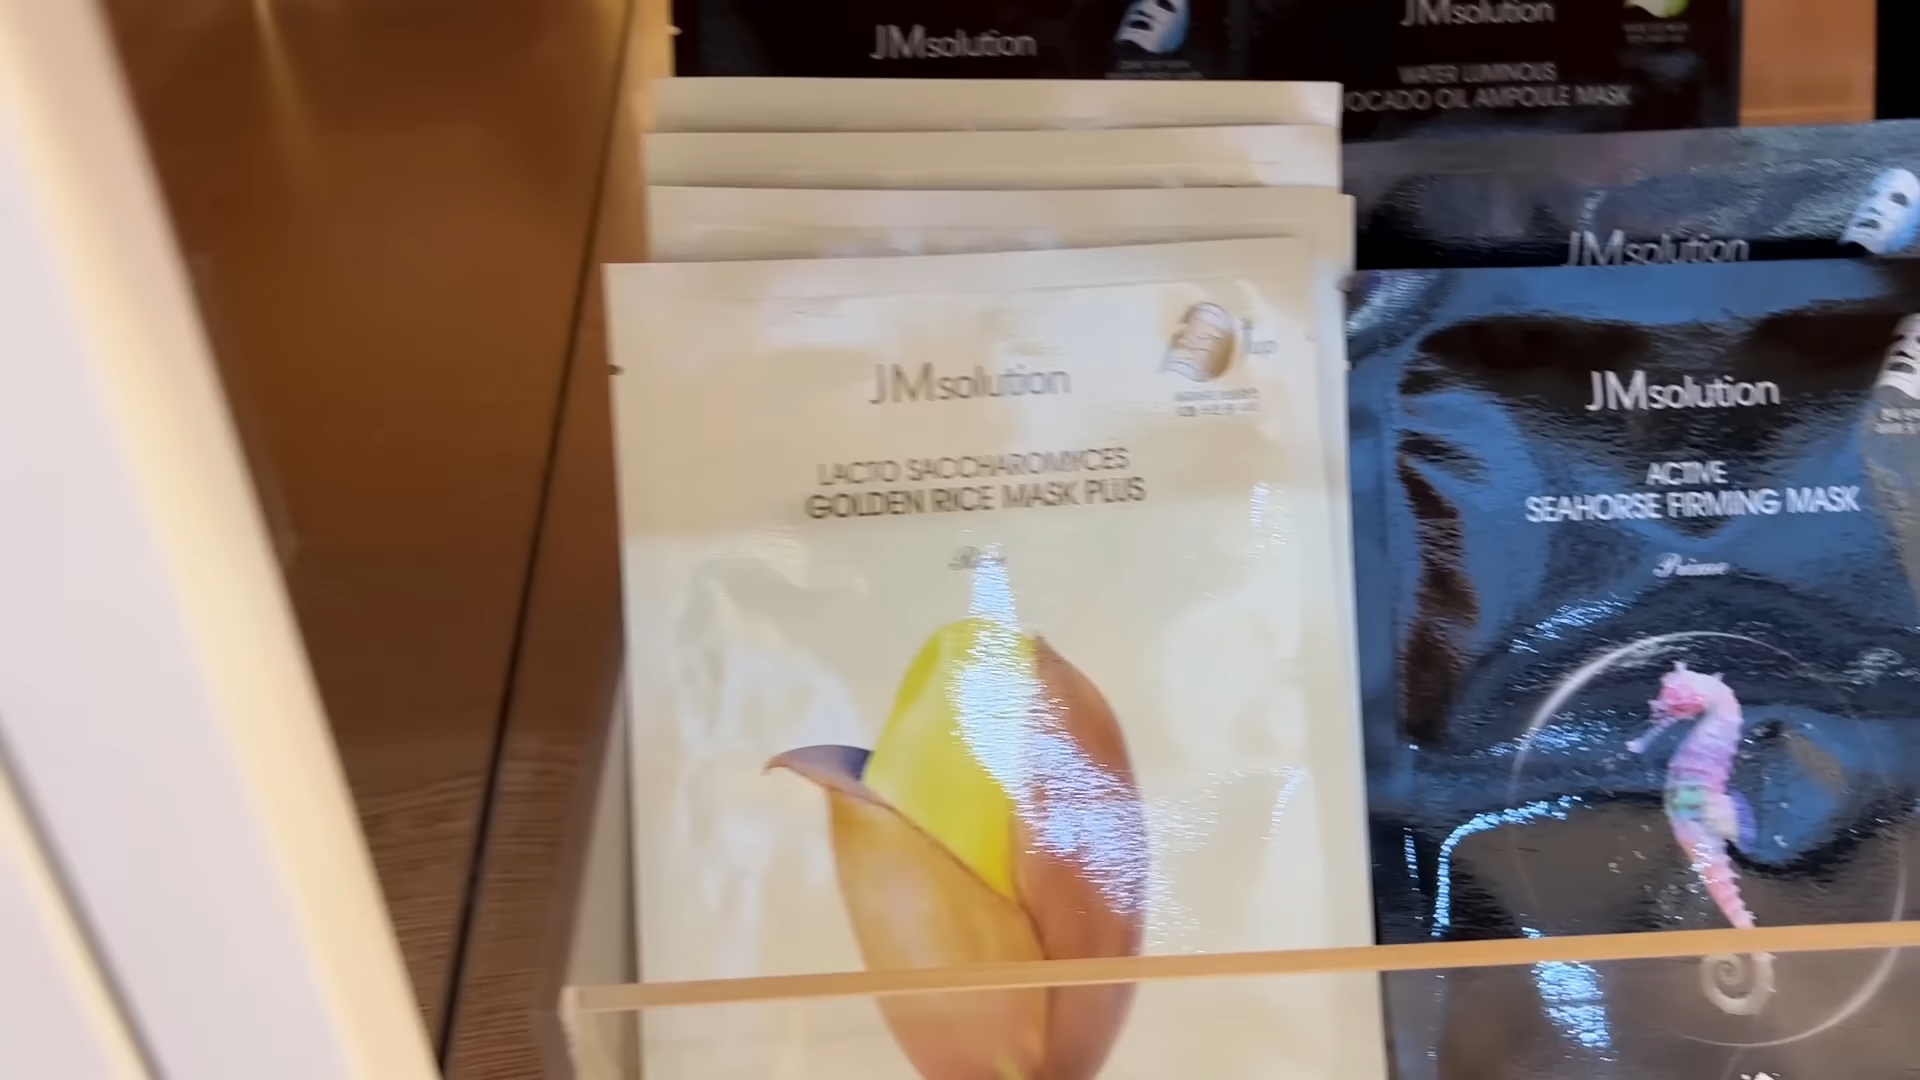 JMsolution
JMsolution
WATER LUMINOUS
OCADO OIL AMPOULE MASK
JMsolution
JMsolution
LACTO SACCHAROMYCES
GOLDEN RICE MASK PLUS
up
JMsolution
ACTIVE
SEAHORSE FIRMING MASK
Prime